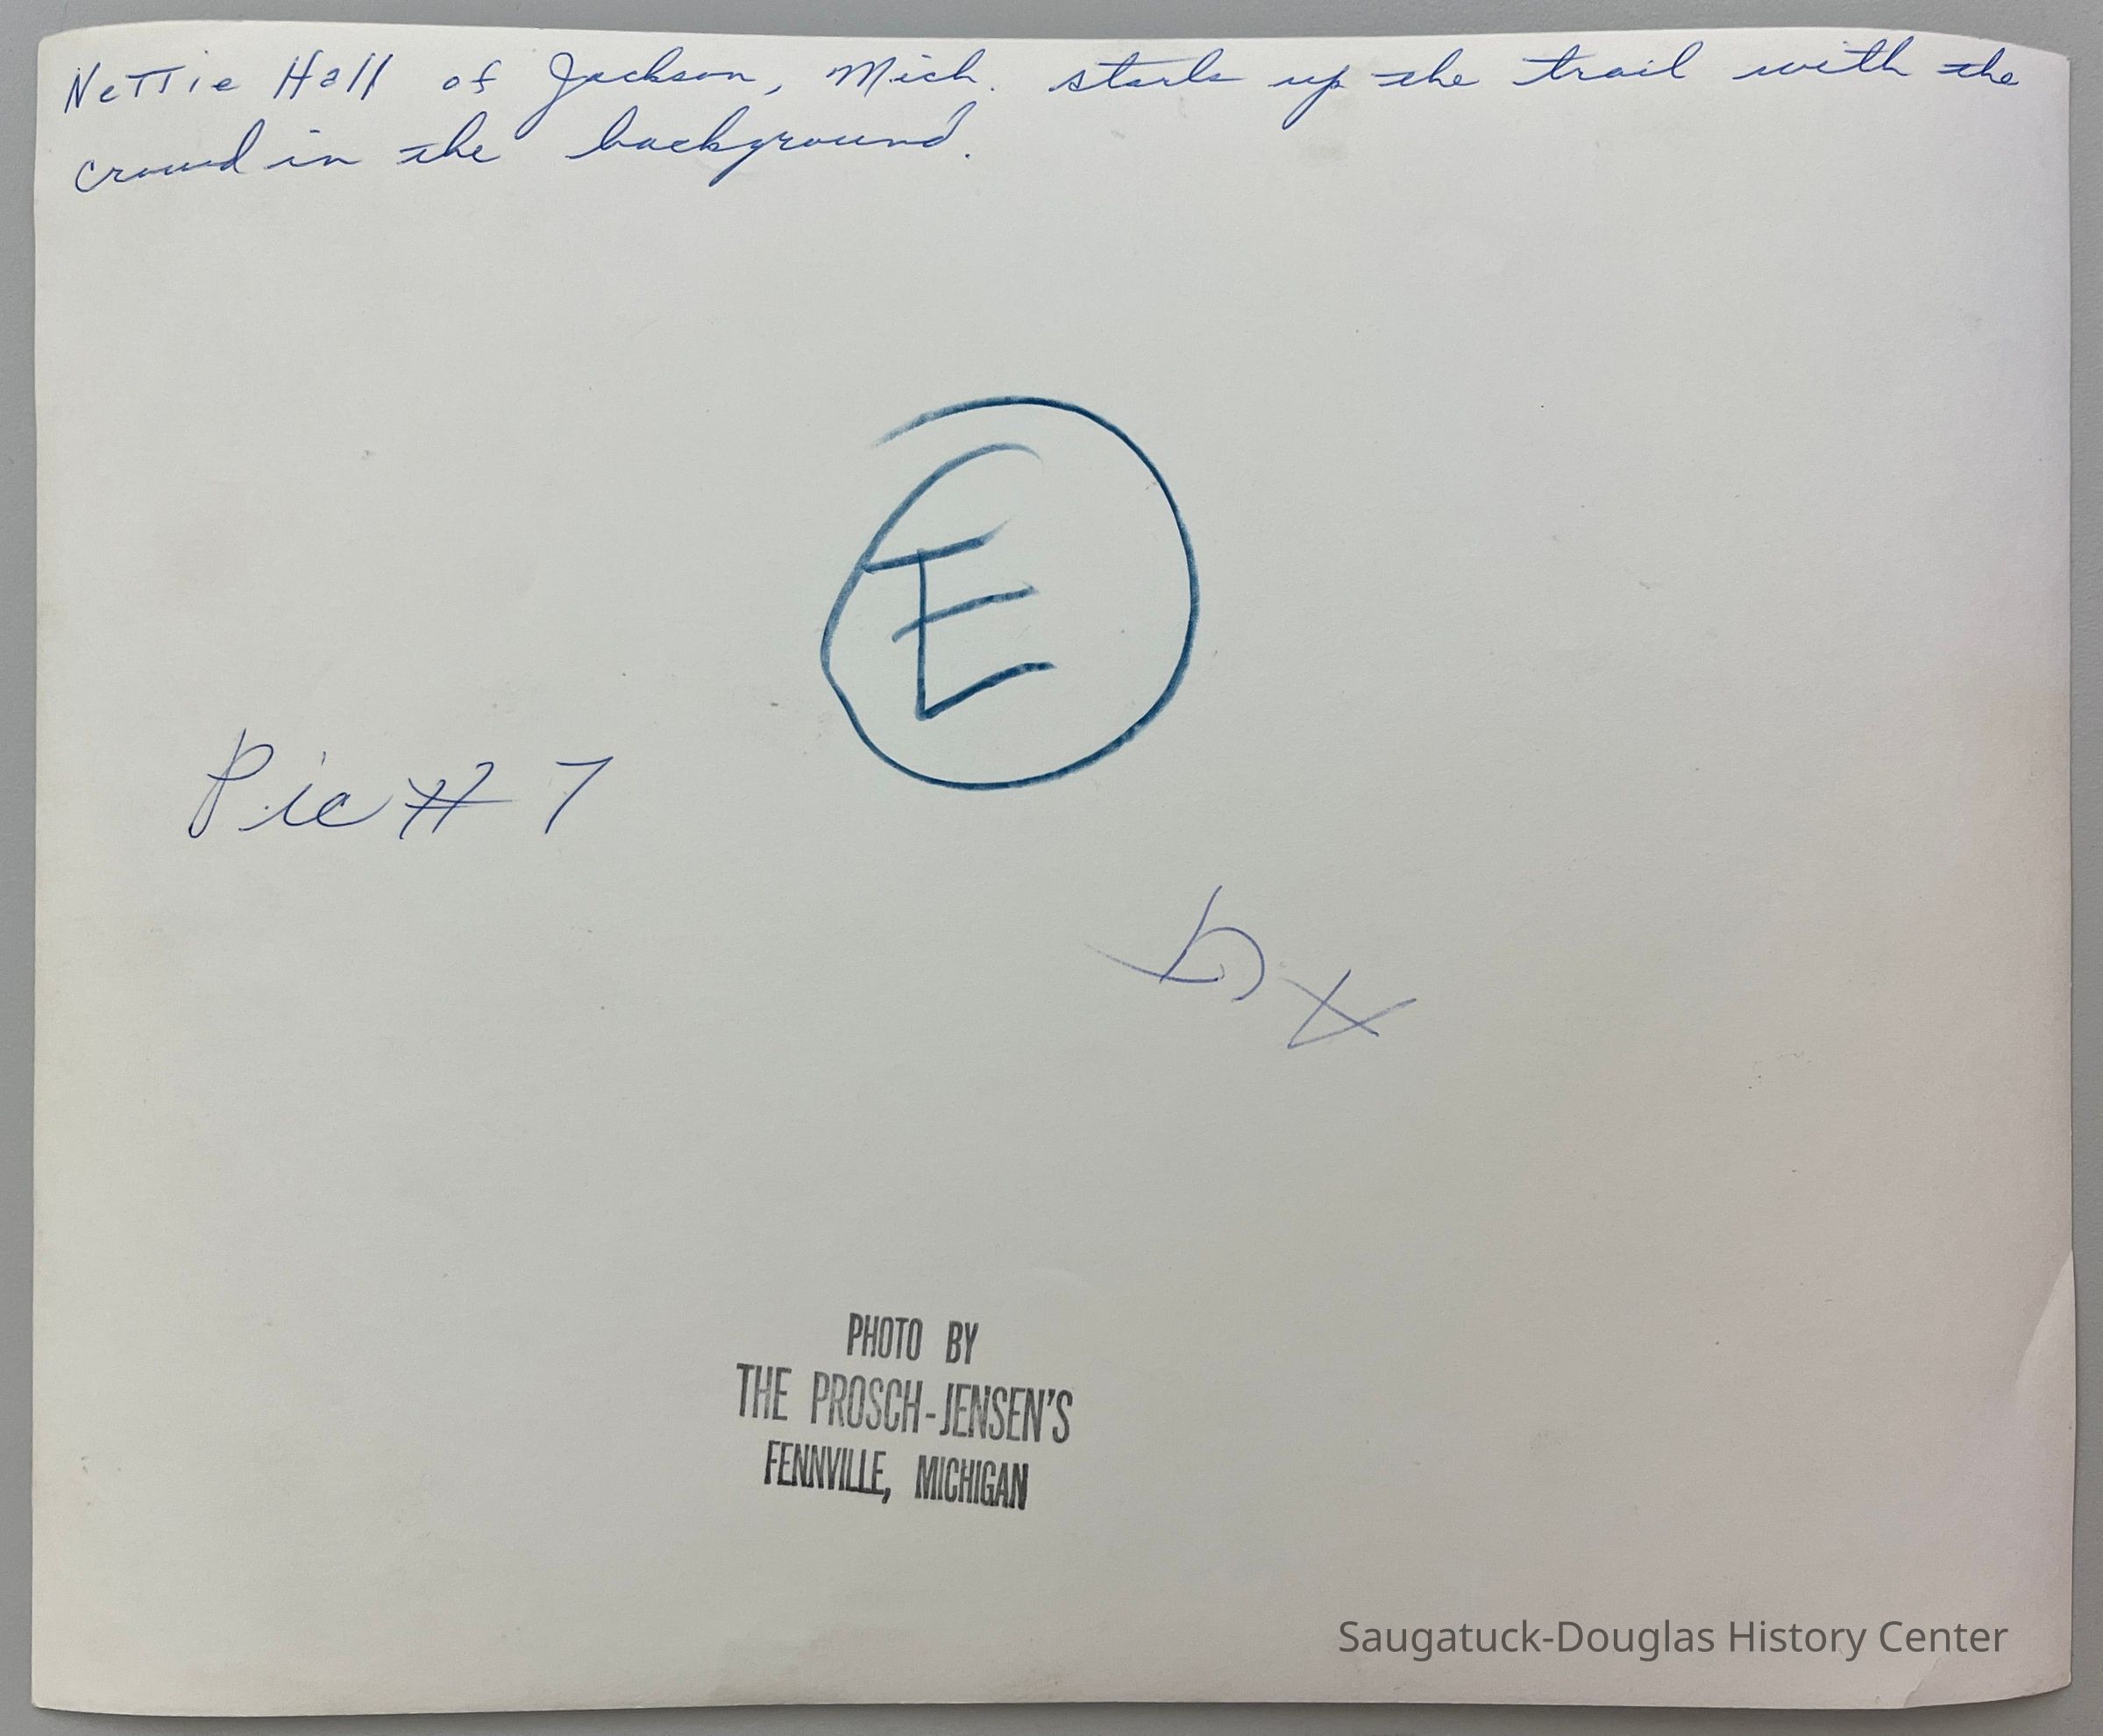 Nettie Hall of Jackson, Mich. starts up the trail with the
crowd in the background.
E
Pic # 7
PHOTO BY
THE PROSCH-JENSEN'S
FENNVILLE, MICHIGAN
Saugatuck-Douglas History Center